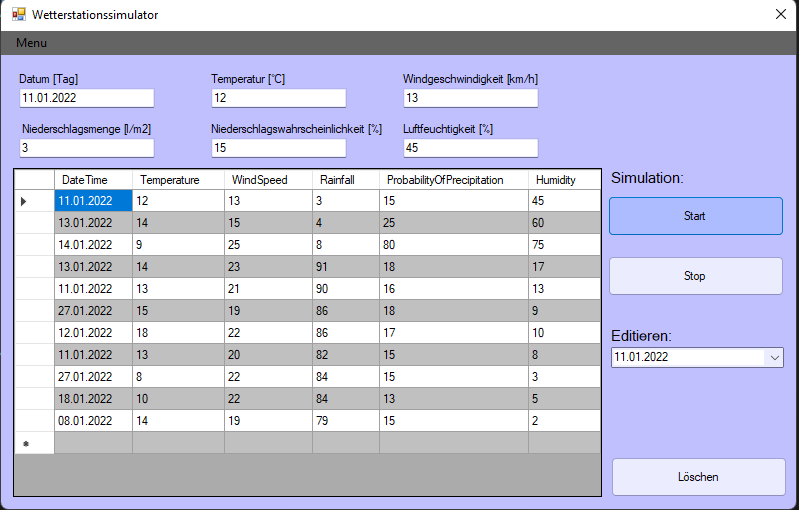 Wetterstationssimulator
Menu
Datum [Tag] Temperatur [°C] Windgeschwindigkeit [km/h]
11.01.2022 12 13
Niederschlagsmenge [l/m2] Niederschlagswahrscheinlichkeit [%] Luftfeuchtigkeit [%]
3 15 45
DateTime Temperature WindSpeed Rainfall ProbabilityOfPrecipitation Humidity
11.01.2022 12 13 3 15 45
13.01.2022 14 15 4 25 60
14.01.2022 9 25 8 80 75
13.01.2022 14 23 91 18 17
11.01.2022 13 21 90 16 13
27.01.2022 15 19 86 18 9
12.01.2022 18 22 86 17 10
11.01.2022 13 20 82 15 8
27.01.2022 8 22 84 15 3
18.01.2022 10 22 84 13 5
08.01.2022 14 19 79 15 2
Simulation:
Start
Stop
Editieren:
11.01.2022
Löschen